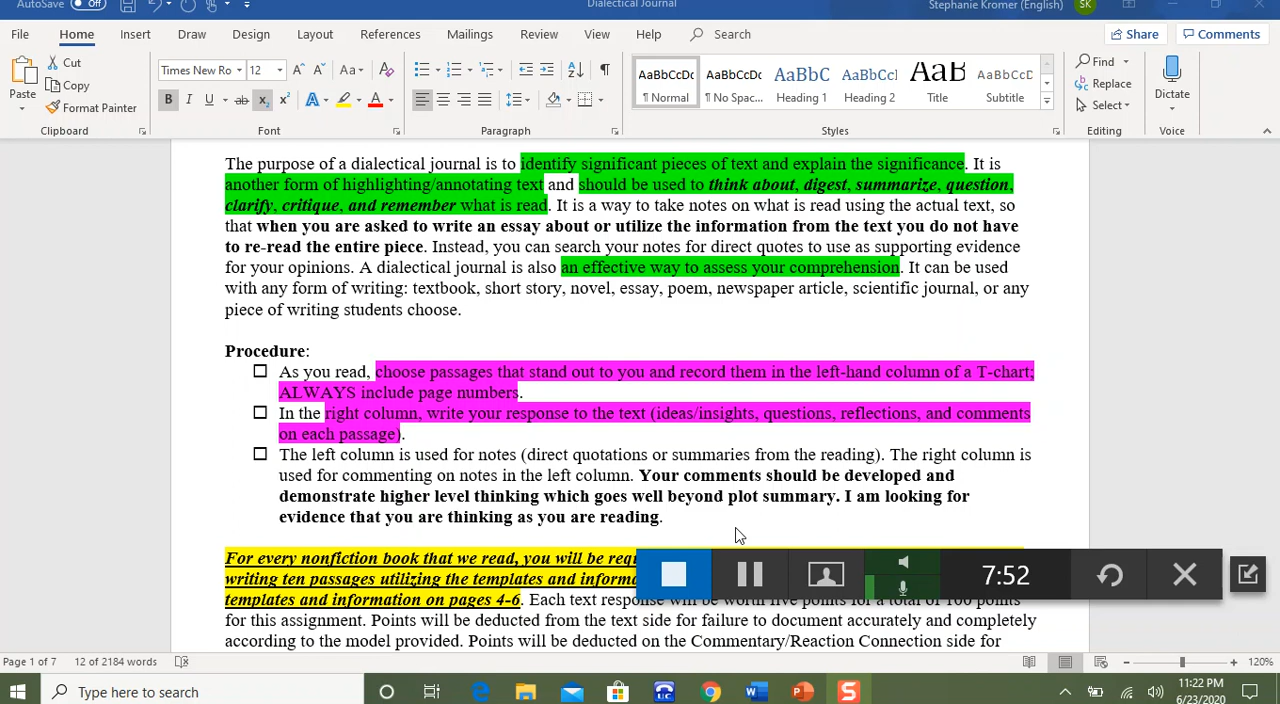 AutoSave Off Dialectical Journal Stephanie Kromer (English) SK
File Home Insert Draw Design Layout References Mailings Review View Help Search Share Comments
Paste Cut Copy Format Painter
Times New Ro 12 Aa
B I U ab x₂ x² A A
AaBbCcDc AaBbCcDc AaBbC AaBbCcI AaB AaBbCcD
¶ Normal ¶ No Spac... Heading 1 Heading 2 Title Subtitle
Find Replace Select Dictate
Clipboard Font Paragraph Styles Editing Voice
The purpose of a dialectical journal is to identify significant pieces of text and explain the significance. It is
another form of highlighting/annotating text and should be used to think about, digest, summarize, question,
clarify, critique, and remember what is read. It is a way to take notes on what is read using the actual text, so
that when you are asked to write an essay about or utilize the information from the text you do not have
to re-read the entire piece. Instead, you can search your notes for direct quotes to use as supporting evidence
for your opinions. A dialectical journal is also an effective way to assess your comprehension. It can be used
with any form of writing: textbook, short story, novel, essay, poem, newspaper article, scientific journal, or any
piece of writing students choose.
Procedure:
As you read, choose passages that stand out to you and record them in the left-hand column of a T-chart;
ALWAYS include page numbers.
In the right column, write your response to the text (ideas/insights, questions, reflections, and comments
on each passage).
The left column is used for notes (direct quotations or summaries from the reading). The right column is
used for commenting on notes in the left column. Your comments should be developed and
demonstrate higher level thinking which goes well beyond plot summary. I am looking for
evidence that you are thinking as you are reading.
For every nonfiction book that we read, you will be requ
writing ten passages utilizing the templates and informa
7:52
templates and information on pages 4-6. Each text response will be worth five points for a total of 100 points
for this assignment. Points will be deducted from the text side for failure to document accurately and completely
according to the model provided. Points will be deducted on the Commentary/Reaction Connection side for
Page 1 of 7 12 of 2184 words 120%
Type here to search
11:22 PM
6/23/2020